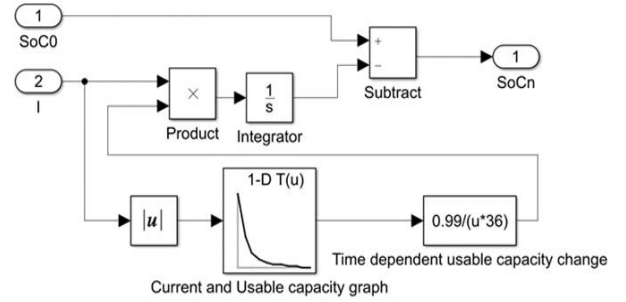 1
SoC0
2
I
×
Product
1
s
Integrator
+
−
Subtract
1
SoCn
|u|
1-D T(u)
Current and Usable capacity graph
0.99/(u*36)
Time dependent usable capacity change